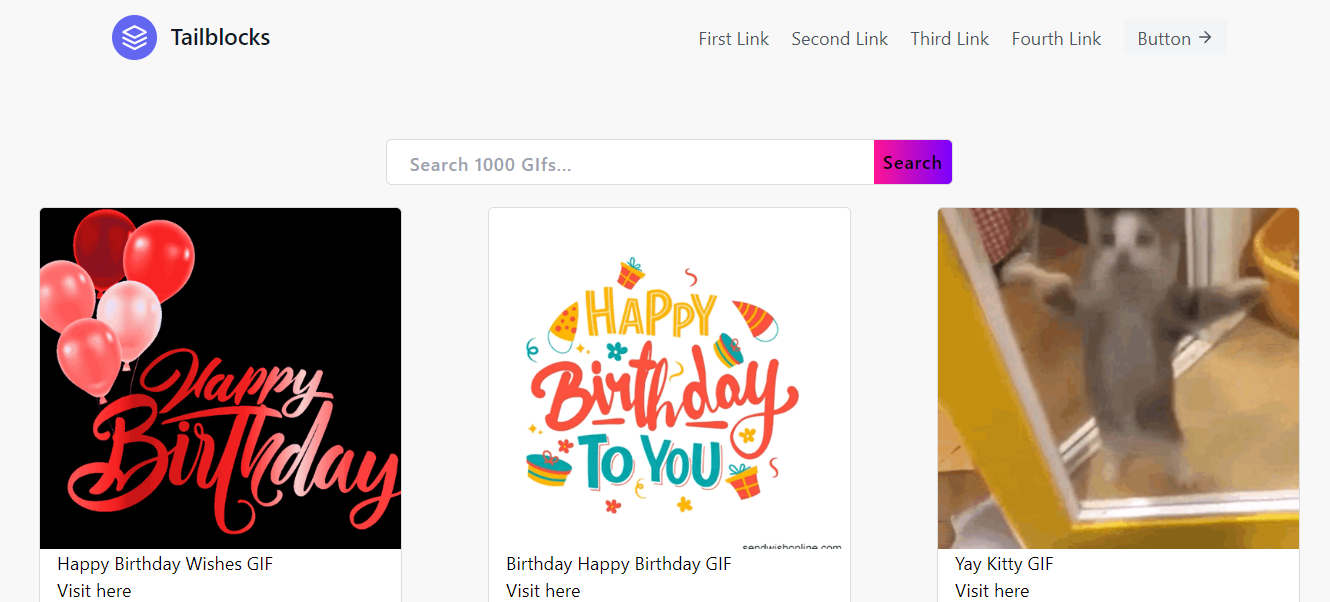 Tailblocks
First Link Second Link Third Link Fourth Link Button
Search 1000 GIfs...
Search
Happy
Birthday
HAPPY
Birthday
TO YOU
sendwishonline.com
Happy Birthday Wishes GIF
Visit here
Birthday Happy Birthday GIF
Visit here
Yay Kitty GIF
Visit here